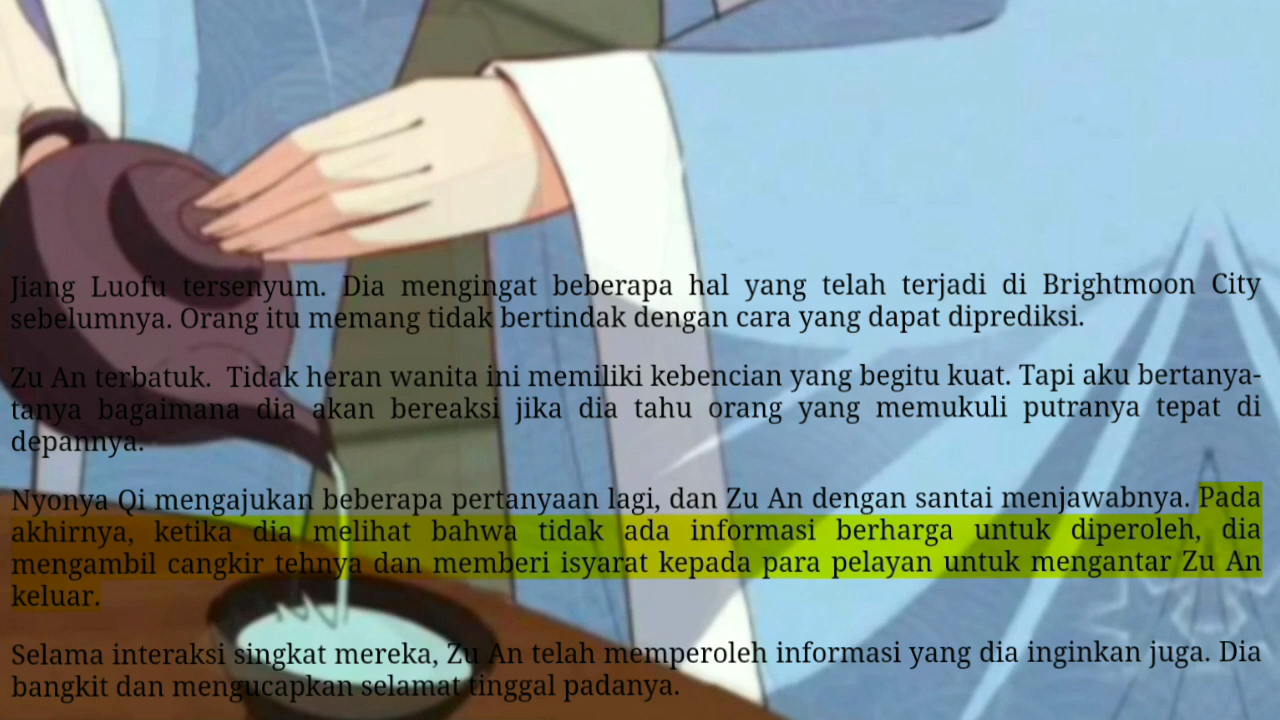 Jiang Luofu tersenyum. Dia mengingat beberapa hal yang telah terjadi di Brightmoon City
sebelumnya. Orang itu memang tidak bertindak dengan cara yang dapat diprediksi.
Zu An terbatuk. Tidak heran wanita ini memiliki kebencian yang begitu kuat. Tapi aku bertanya-
tanya bagaimana dia akan bereaksi jika dia tahu orang yang memukuli putranya tepat di
depannya.
Nyonya Qi mengajukan beberapa pertanyaan lagi, dan Zu An dengan santai menjawabnya. Pada
akhirnya, ketika dia melihat bahwa tidak ada informasi berharga untuk diperoleh, dia
mengambil cangkir tehnya dan memberi isyarat kepada para pelayan untuk mengantar Zu An
keluar.
Selama interaksi singkat mereka, Zu An telah memperoleh informasi yang dia inginkan juga. Dia
bangkit dan mengucapkan selamat tinggal padanya.